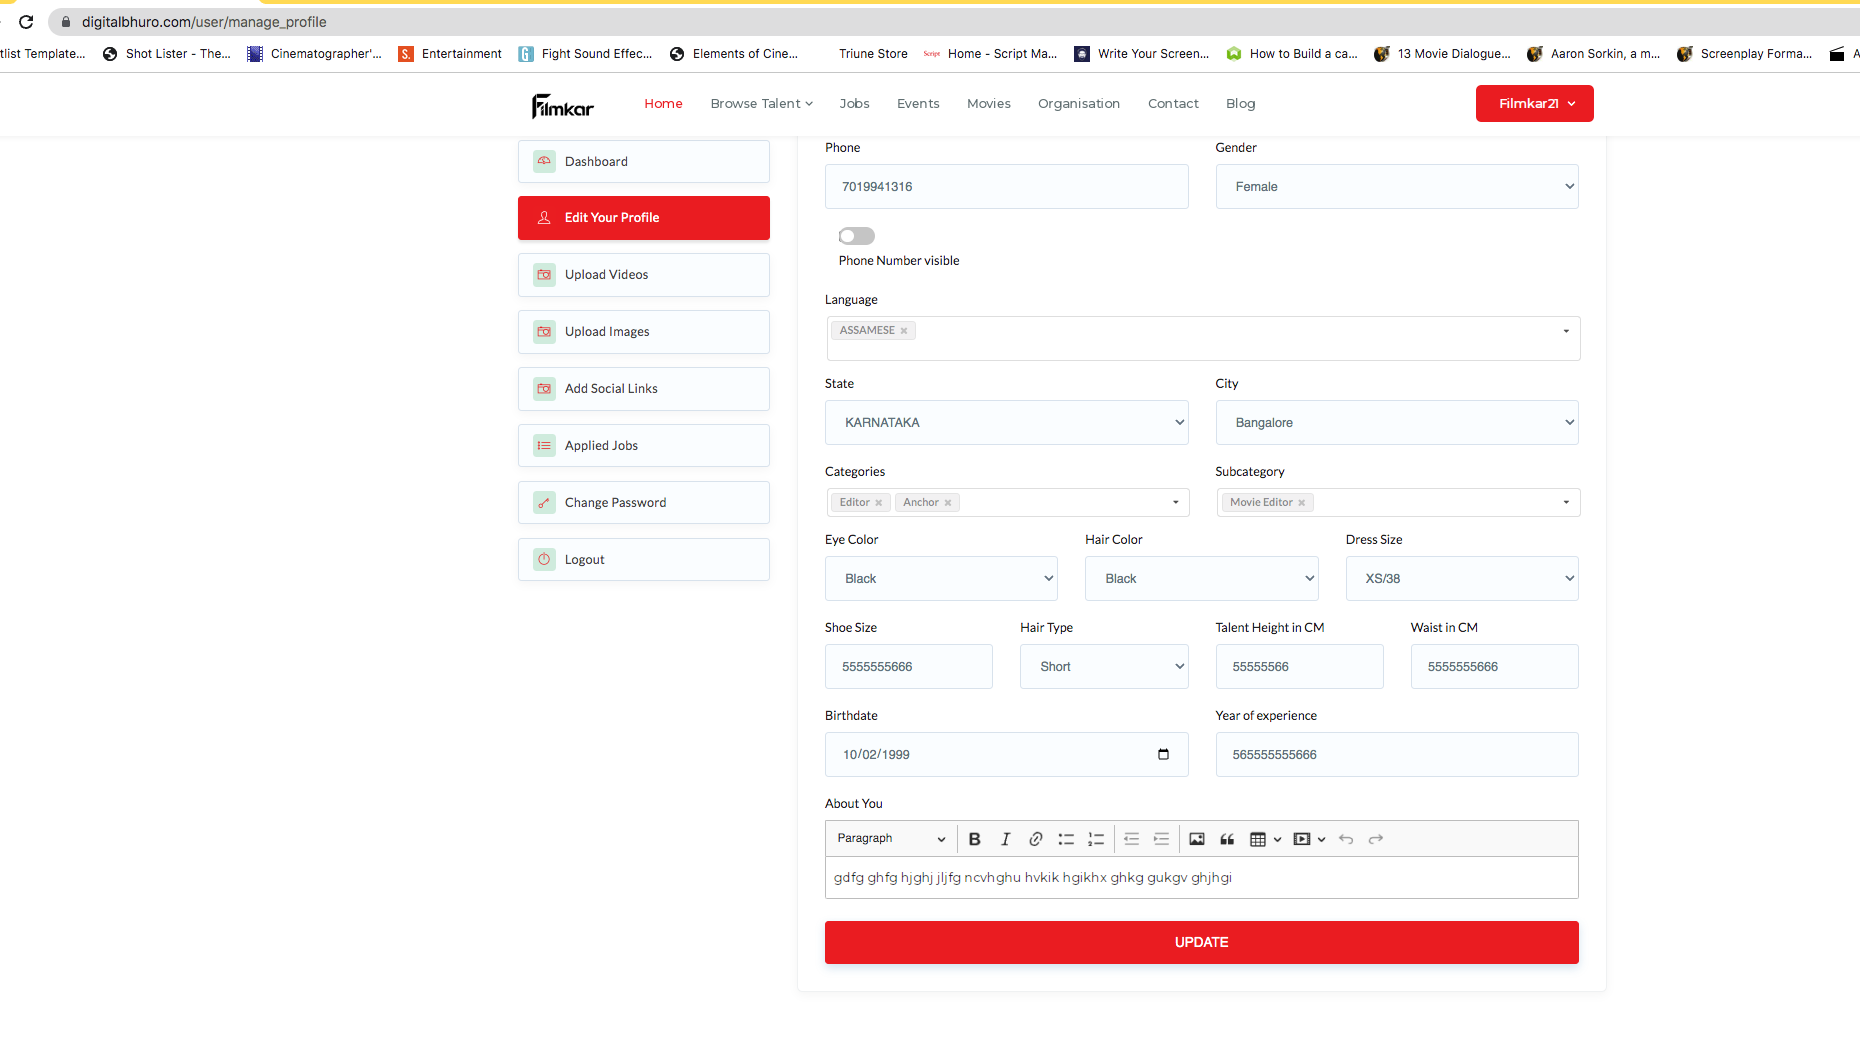 digitalbhuro.com/user/manage_profile
tlist Template... Shot Lister - The... Cinematographer'... S. Entertainment G Fight Sound Effec... Elements of Cine... Triune Store Script Home - Script Ma... Write Your Screen... How to Build a ca... 13 Movie Dialogue... Aaron Sorkin, a m... Screenplay Forma... A
Filmkar Home Browse Talent Jobs Events Movies Organisation Contact Blog Filmkar21
Dashboard
Edit Your Profile
Upload Videos
Upload Images
Add Social Links
Applied Jobs
Change Password
Logout
Phone Gender
7019941316 Female
Phone Number visible
Language
ASSAMESE ×
State City
KARNATAKA Bangalore
Categories Subcategory
Editor × Anchor × Movie Editor ×
Eye Color Hair Color Dress Size
Black Black XS/38
Shoe Size Hair Type Talent Height in CM Waist in CM
5555555666 Short 55555566 5555555666
Birthdate Year of experience
10/02/1999 565555555666
About You
Paragraph B I
gdfg ghfg hjghj jljfg ncvhghu hvkik hgikhx ghkg gukgv ghjhgi
UPDATE